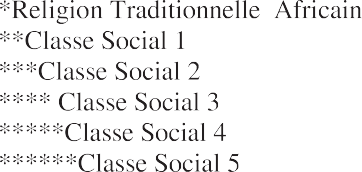 *Religion Traditionnelle Africain
**Classe Social 1
***Classe Social 2
**** Classe Social 3
*****Classe Social 4
******Classe Social 5